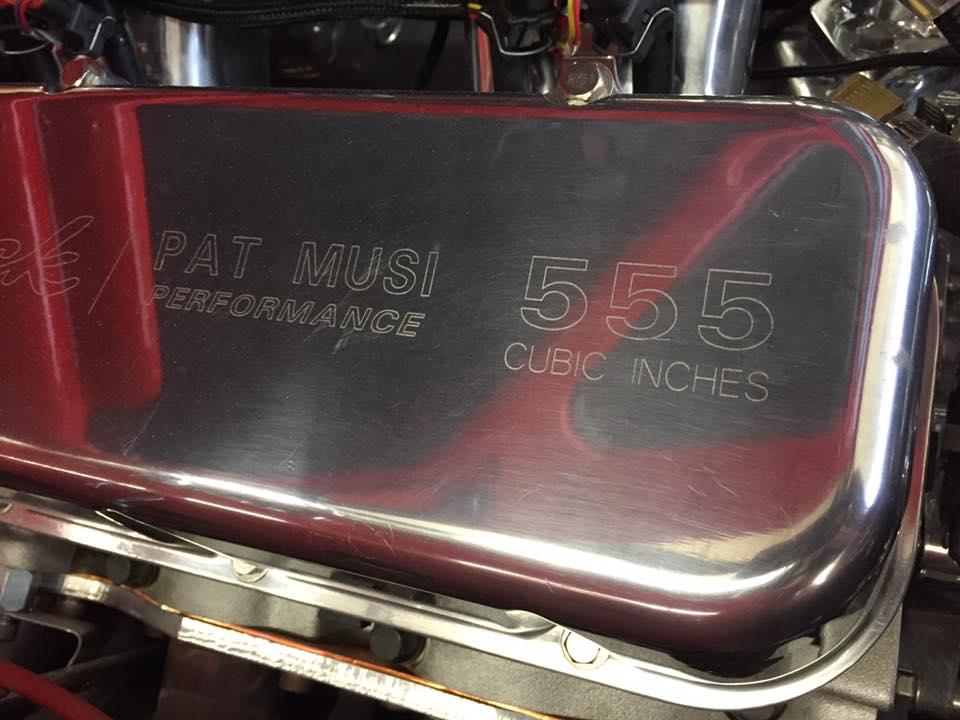 PAT MUSI
PERFORMANCE
555
CUBIC INCHES